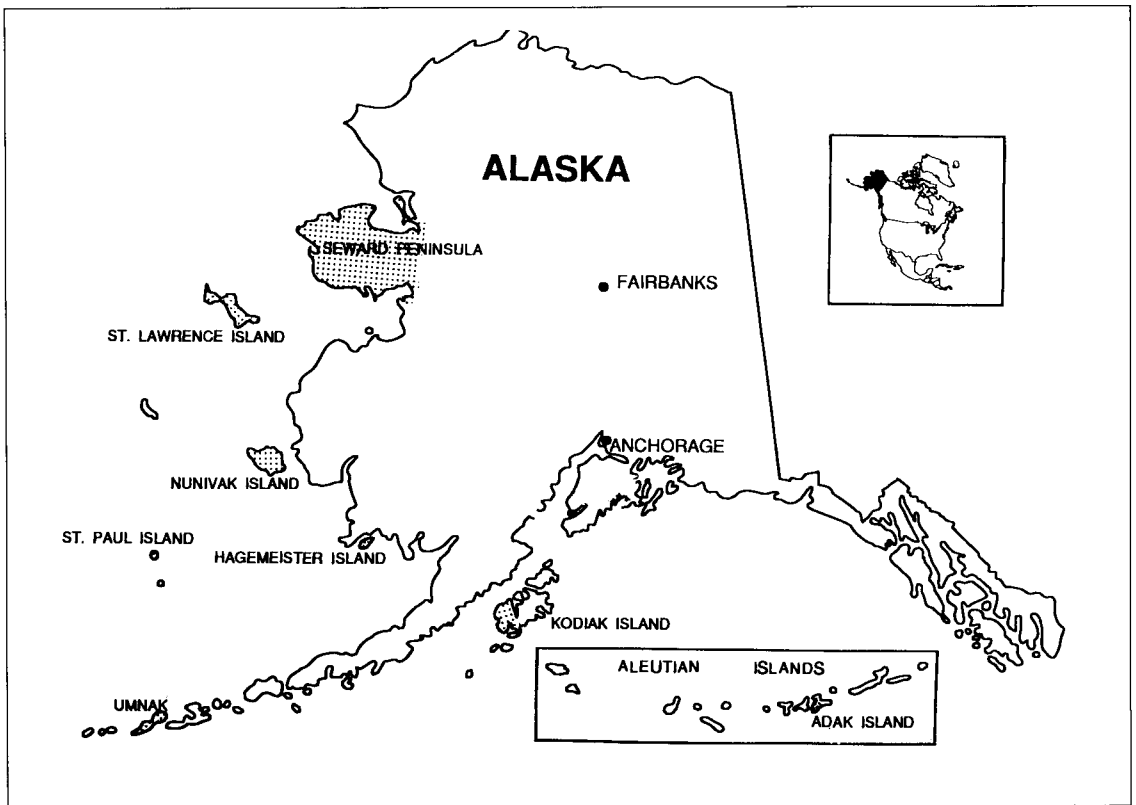 ALASKA
SEWARD PENINSULA
FAIRBANKS
ST. LAWRENCE ISLAND
ANCHORAGE
NUNIVAK ISLAND
ST. PAUL ISLAND
HAGEMEISTER ISLAND
KODIAK ISLAND
ALEUTIAN ISLANDS
UMNAK
ADAK ISLAND